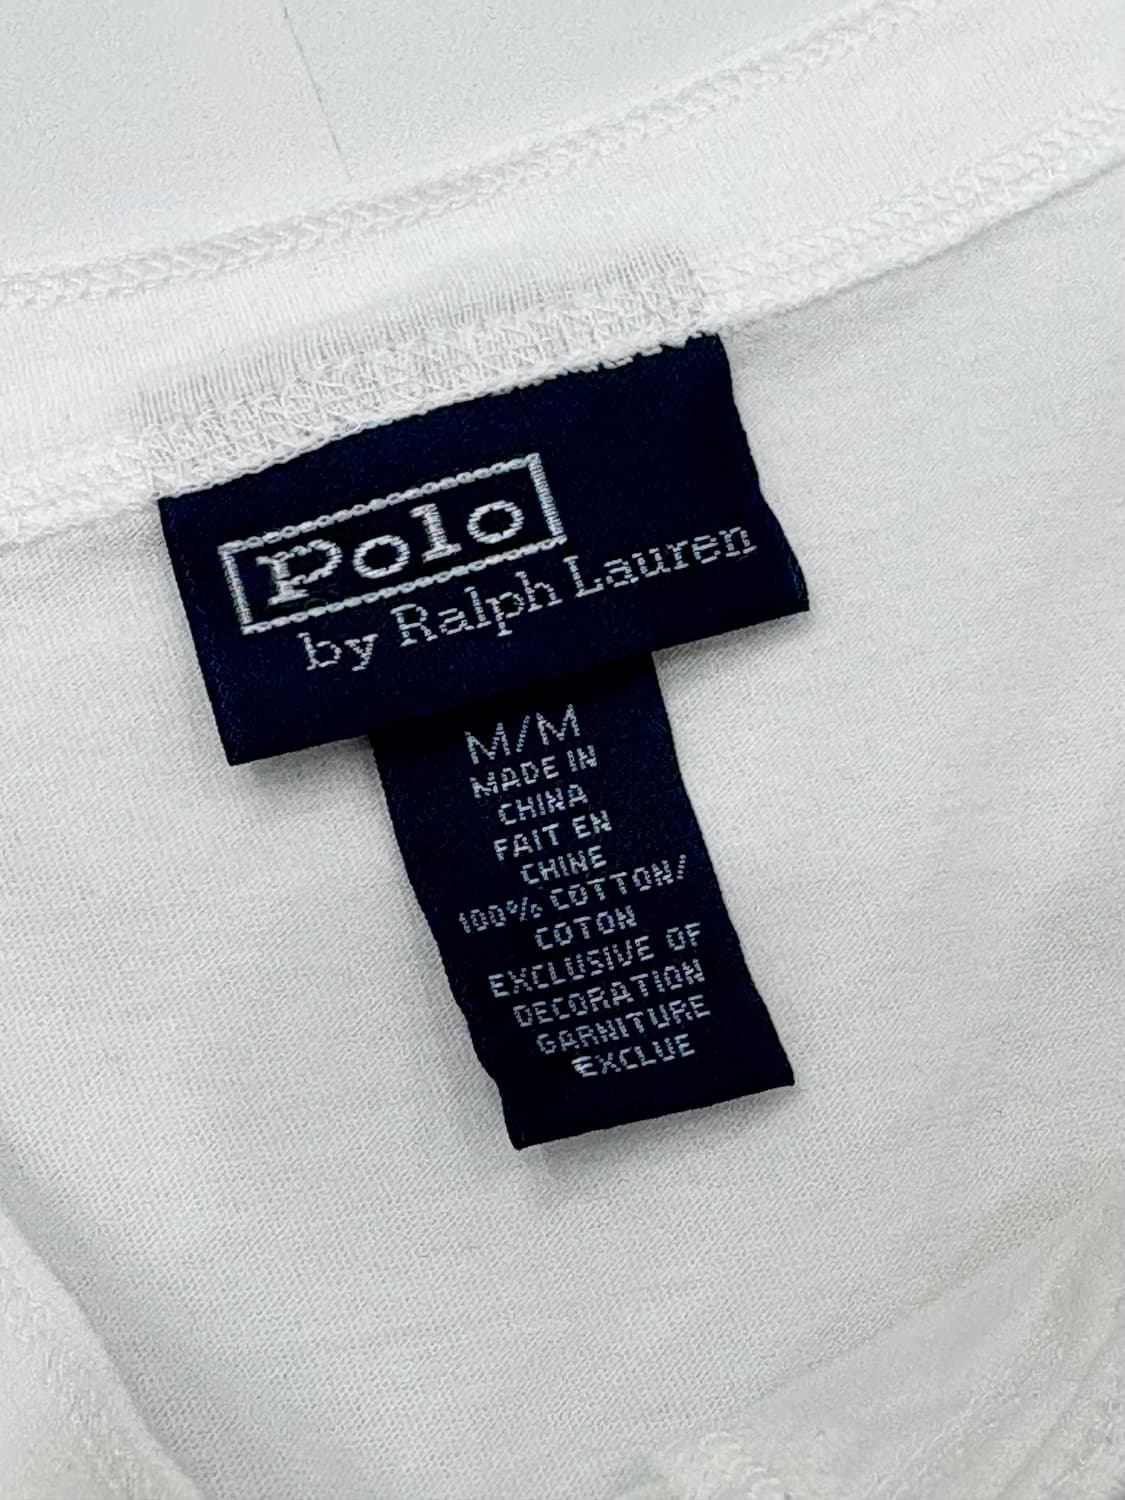 Polo
by Ralph Lauren
M/M
MADE IN
CHINA
FAIT EN
CHINE
100% COTTON/
COTON
EXCLUSIVE OF
DECORATION
GARNITURE
EXCLUE